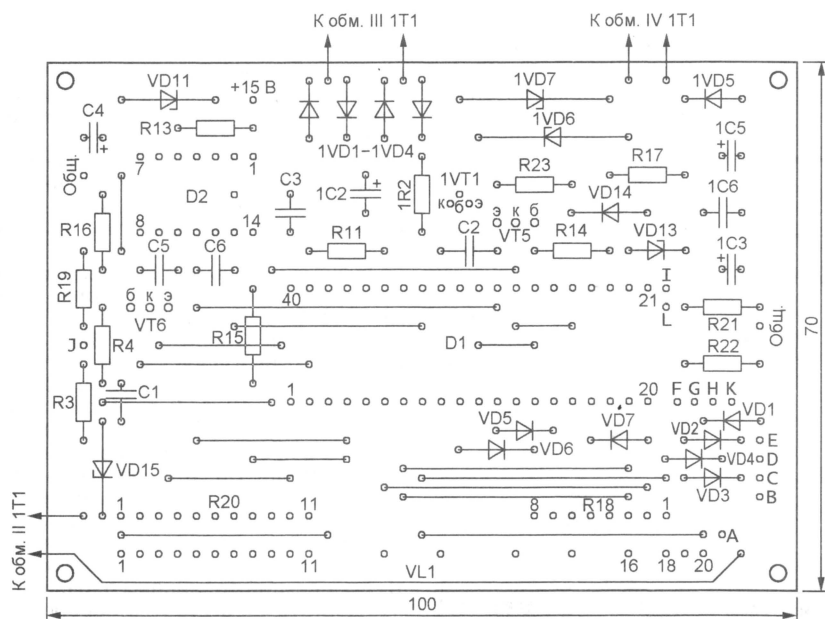 К обм. III 1T1 К обм. IV 1T1
VD11 +15 В 1VD7 1VD5
C4 R13 1VD6
+ 1VD1–1VD4 1C5
+
7 1 R23 R17
Общ. D2 C3 1C2 + 1R2 1VT1 1C6
к б э VD14
R16 8 14 э к б
VT5
C5 C6 R11 C2 R14 VD13 1C3
+
R19 б к э 40 21 I
VT6 L R21 Общ.
J R4 R15 D1
R22
R3 C1 1 20 F G H K
VD5 VD7 VD1
VD2 E
VD6 VD4 D
VD15 VD3 C
B
1 R20 11 8 R18 1
К обм. II 1T1 A
1 11 VL1 16 18 20
100
70